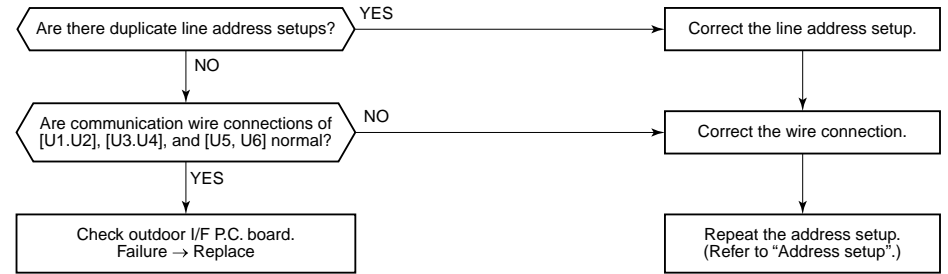 Are there duplicate line address setups?
YES
Correct the line address setup.
NO
Are communication wire connections of
[U1.U2], [U3.U4], and [U5, U6] normal?
NO
Correct the wire connection.
YES
Check outdoor I/F P.C. board.
Failure → Replace
Repeat the address setup.
(Refer to “Address setup”.)